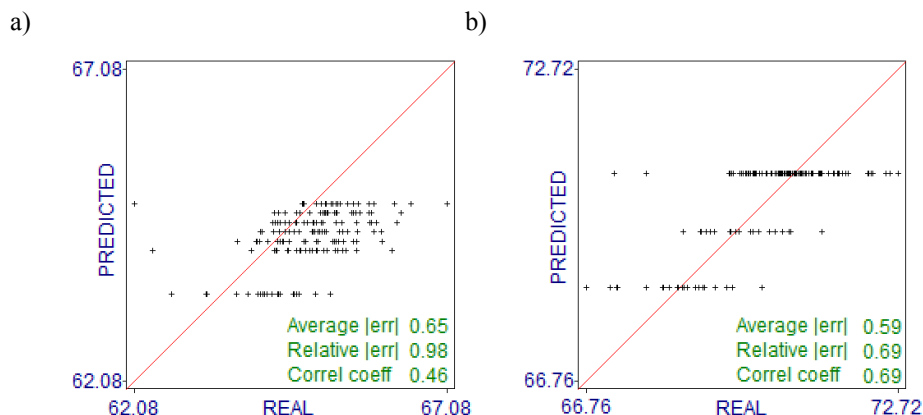 a)
67.08
PREDICTED
62.08
Average |err| 0.65
Relative |err| 0.98
Correl coeff 0.46
62.08 REAL 67.08
b)
72.72
PREDICTED
66.76
Average |err| 0.59
Relative |err| 0.69
Correl coeff 0.69
66.76 REAL 72.72